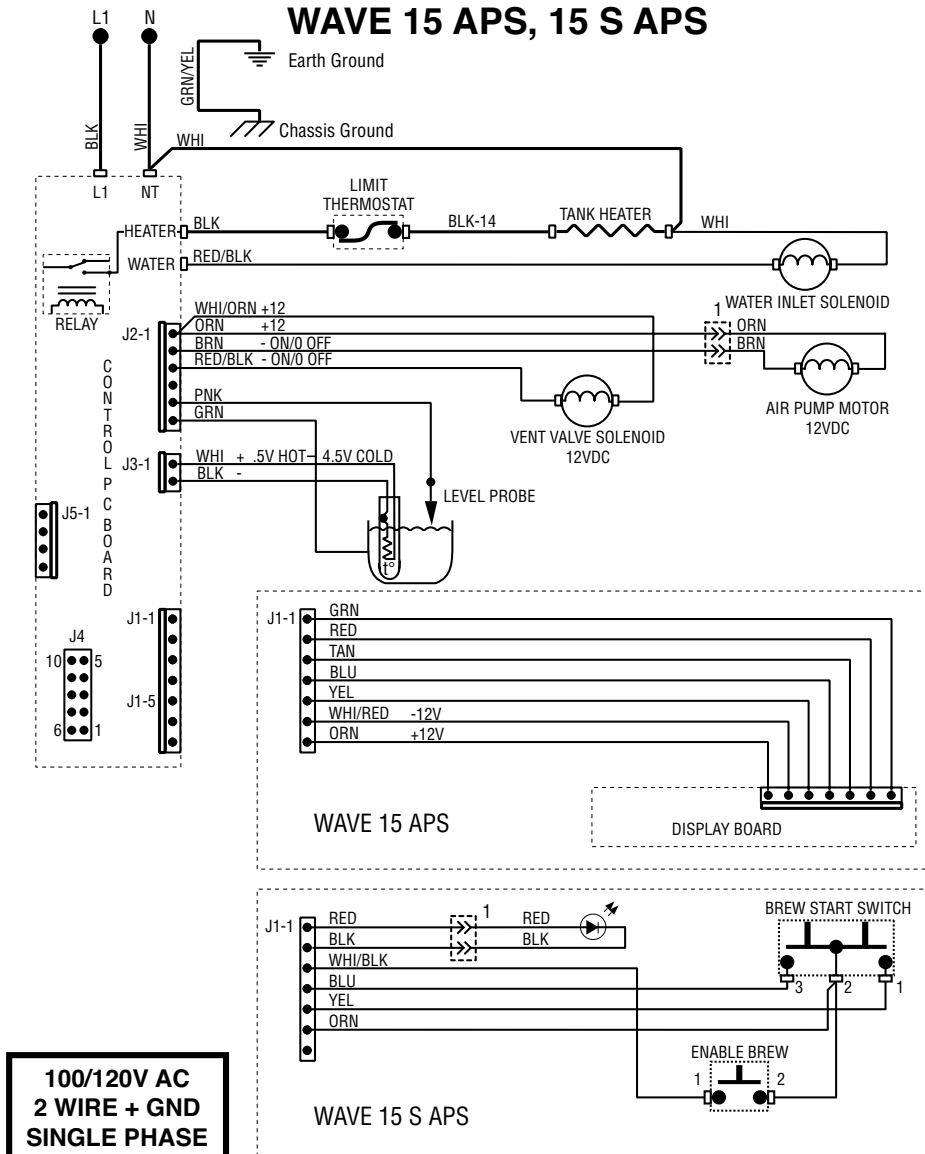 WAVE 15 APS, 15 S APS
L1 N
GRN/YEL
Earth Ground
Chassis Ground
BLK
WHI
WHI
L1 NT
LIMIT
THERMOSTAT
HEATER BLK
BLK-14
TANK HEATER
WHI
WATER RED/BLK
WATER INLET SOLENOID
RELAY
J2-1
WHI/ORN +12
ORN +12
BRN - ON/0 OFF
RED/BLK - ON/0 OFF
PNK
GRN
1
ORN
BRN
AIR PUMP MOTOR
12VDC
VENT VALVE SOLENOID
12VDC
CONTROL PC BOARD
J3-1
WHI + .5V HOT– 4.5V COLD
BLK -
LEVEL PROBE
t°
J5-1
J1-1
J1-5
J4
10 5
6 1
J1-1
GRN
RED
TAN
BLU
YEL
WHI/RED -12V
ORN +12V
DISPLAY BOARD
WAVE 15 APS
J1-1
RED
BLK
WHI/BLK
BLU
YEL
ORN
1
RED
BLK
BREW START SWITCH
3 2 1
ENABLE BREW
1 2
WAVE 15 S APS
100/120V AC
2 WIRE + GND
SINGLE PHASE